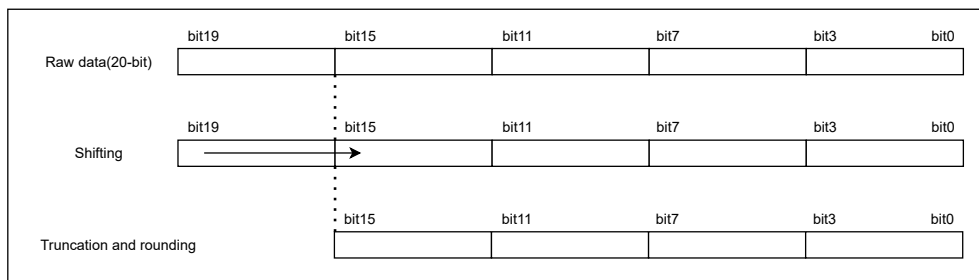 bit19 bit15 bit11 bit7 bit3 bit0
Raw data(20-bit)
bit19 bit15 bit11 bit7 bit3 bit0
Shifting
bit15 bit11 bit7 bit3 bit0
Truncation and rounding